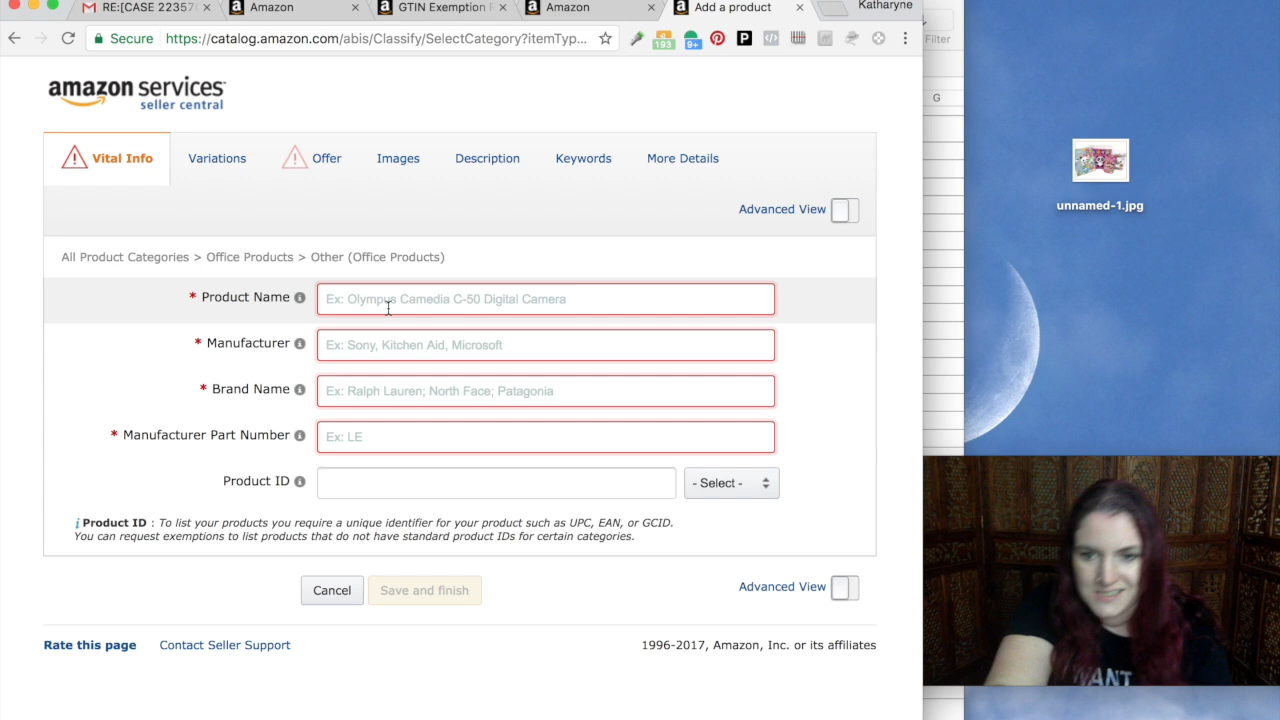 RE:[CASE 22357
Amazon
GTIN Exemption
Amazon
Add a product
Katharyne
Secure https://catalog.amazon.com/abis/Classify/SelectCategory?itemTyp...
193
9+
P
Filter
G
amazon services
seller central
Vital Info
Variations
Offer
Images
Description
Keywords
More Details
unnamed-1.jpg
Advanced View
All Product Categories > Office Products > Other (Office Products)
* Product Name
Ex: Olympus Camedia C-50 Digital Camera
* Manufacturer
Ex: Sony, Kitchen Aid, Microsoft
* Brand Name
Ex: Ralph Lauren; North Face; Patagonia
* Manufacturer Part Number
Ex: LE
Product ID
- Select -
Product ID : To list your products you require a unique identifier for your product such as UPC, EAN, or GCID.
You can request exemptions to list products that do not have standard product IDs for certain categories.
Cancel
Save and finish
Advanced View
Rate this page
Contact Seller Support
1996-2017, Amazon, Inc. or its affiliates
WANT